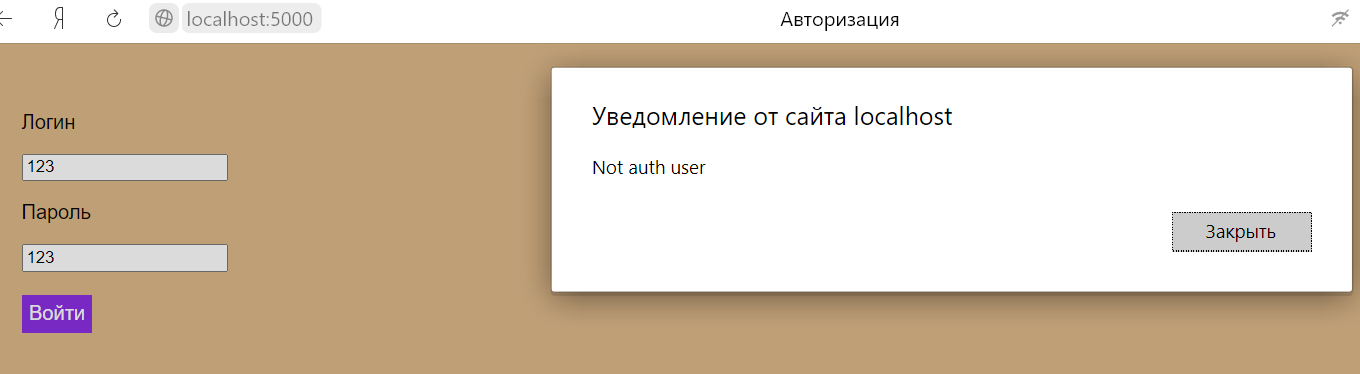 Я localhost:5000 Авторизация
Уведомление от сайта localhost
Not auth user
Закрыть
Логин
123
Пароль
123
Войти